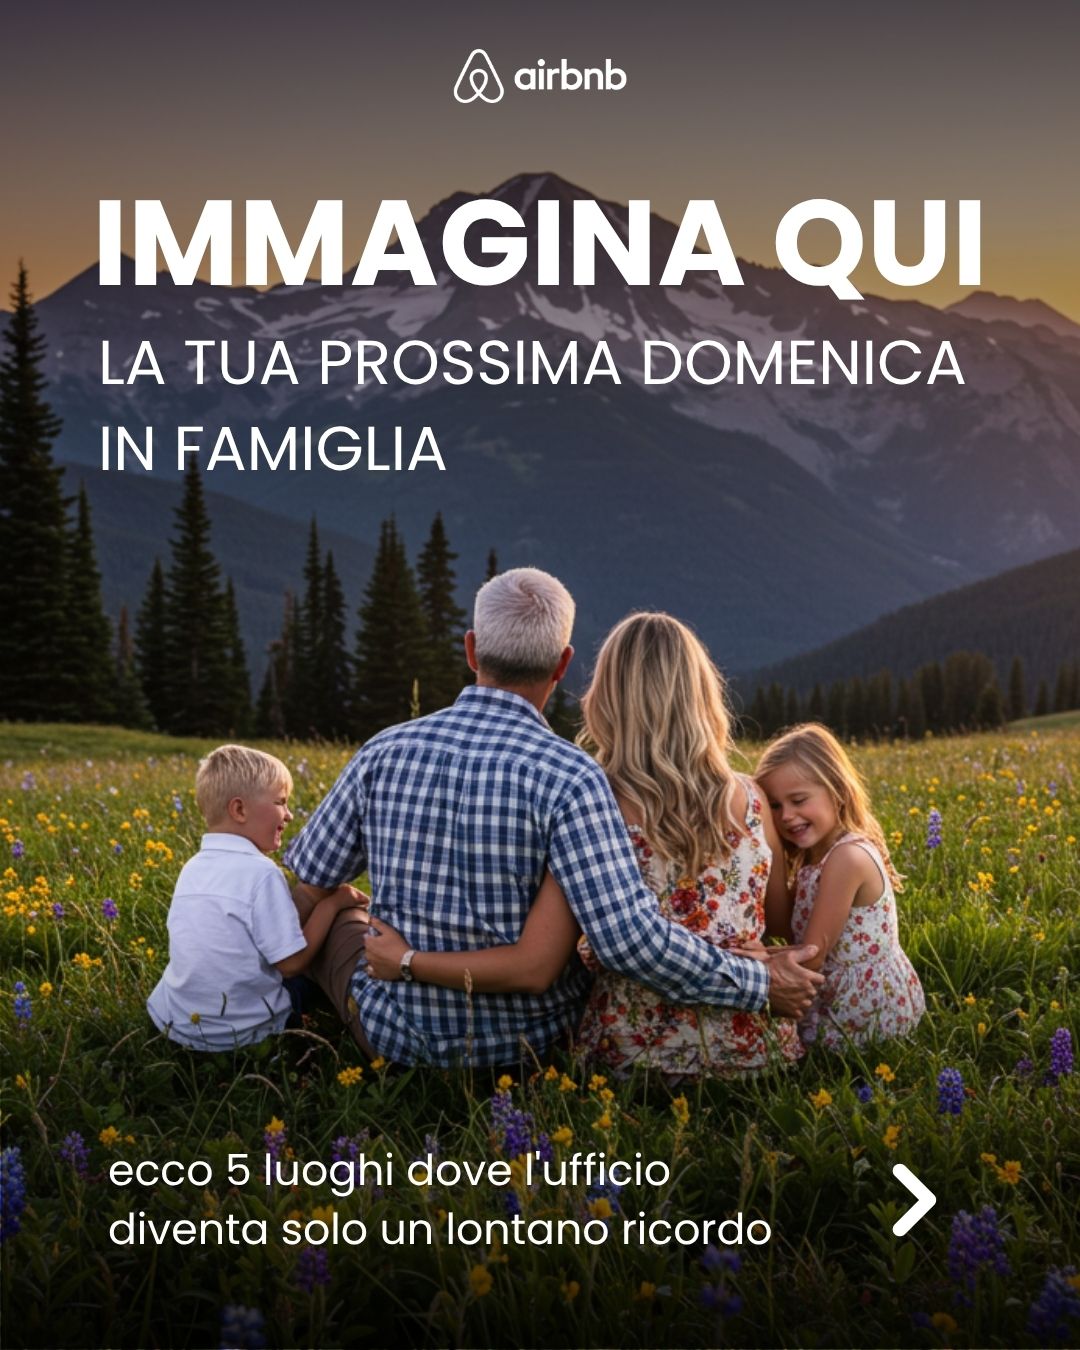 airbnb
IMMAGINA QUI
LA TUA PROSSIMA DOMENICA
IN FAMIGLIA
ecco 5 luoghi dove l'ufficio
diventa solo un lontano ricordo